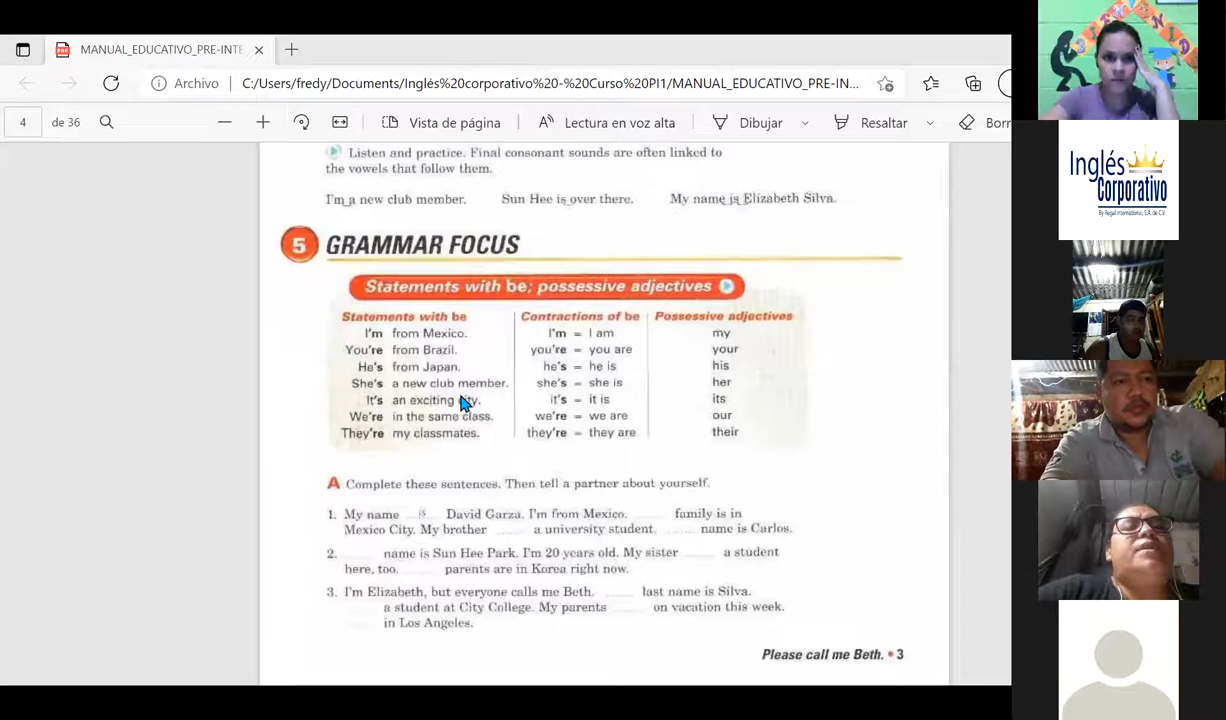 MANUAL_EDUCATIVO_PRE-INTE
Archivo
C:/Users/fredy/Documents/Inglés%20corporativo%20-%20Curso%20PI1/MANUAL_EDUCATIVO_PRE-IN...
4 de 36
Vista de página
Lectura en voz alta
Dibujar
Resaltar
Borr
Listen and practice. Final consonant sounds are often linked to
the vowels that follow them.
I'm a new club member. Sun Hee is over there. My name is Elizabeth Silva.
5 GRAMMAR FOCUS
Statements with be; possessive adjectives
Statements with be Contractions of be Possessive adjectives
I'm from Mexico. I'm = I am my
You're from Brazil. you're = you are your
He's from Japan. he's = he is his
She's a new club member. she's = she is her
It's an exciting city. it's = it is its
We're in the same class. we're = we are our
They're my classmates. they're = they are their
A Complete these sentences. Then tell a partner about yourself.
1. My name is David Garza. I'm from Mexico. ........ family is in
Mexico City. My brother ........ a university student. ........ name is Carlos.
2. ........ name is Sun Hee Park. I'm 20 years old. My sister ........ a student
here, too. ........ parents are in Korea right now.
3. I'm Elizabeth, but everyone calls me Beth. ........ last name is Silva.
........ a student at City College. My parents ........ on vacation this week.
........ in Los Angeles.
Please call me Beth. • 3
Inglés
Corporativo
By Regail International, S.A. de C.V.